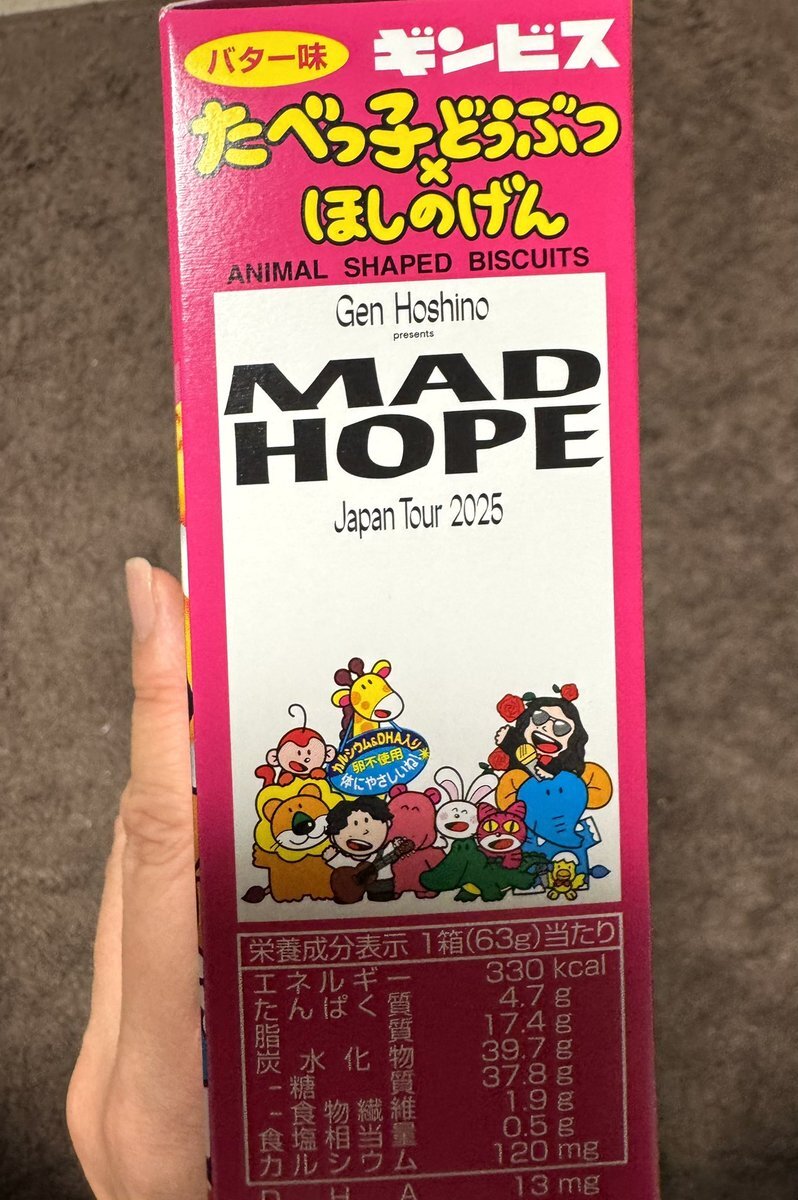 バター味 ギンビス
たべっ子どうぶつ
×
ほしのげん
ANIMAL SHAPED BISCUITS
Gen Hoshino
presents
MAD
HOPE
Japan Tour 2025
カルシウム&DHA入り
卵不使用
体にやさしいね!
栄養成分表示 1箱(63g)当たり
エネルギー 330 kcal
たんぱく質 4.7 g
脂質 17.4 g
炭水化物 39.7 g
-糖質 37.8 g
-食物繊維 1.9 g
食塩相当量 0.5 g
カルシウム 120 mg
DHA 13 mg